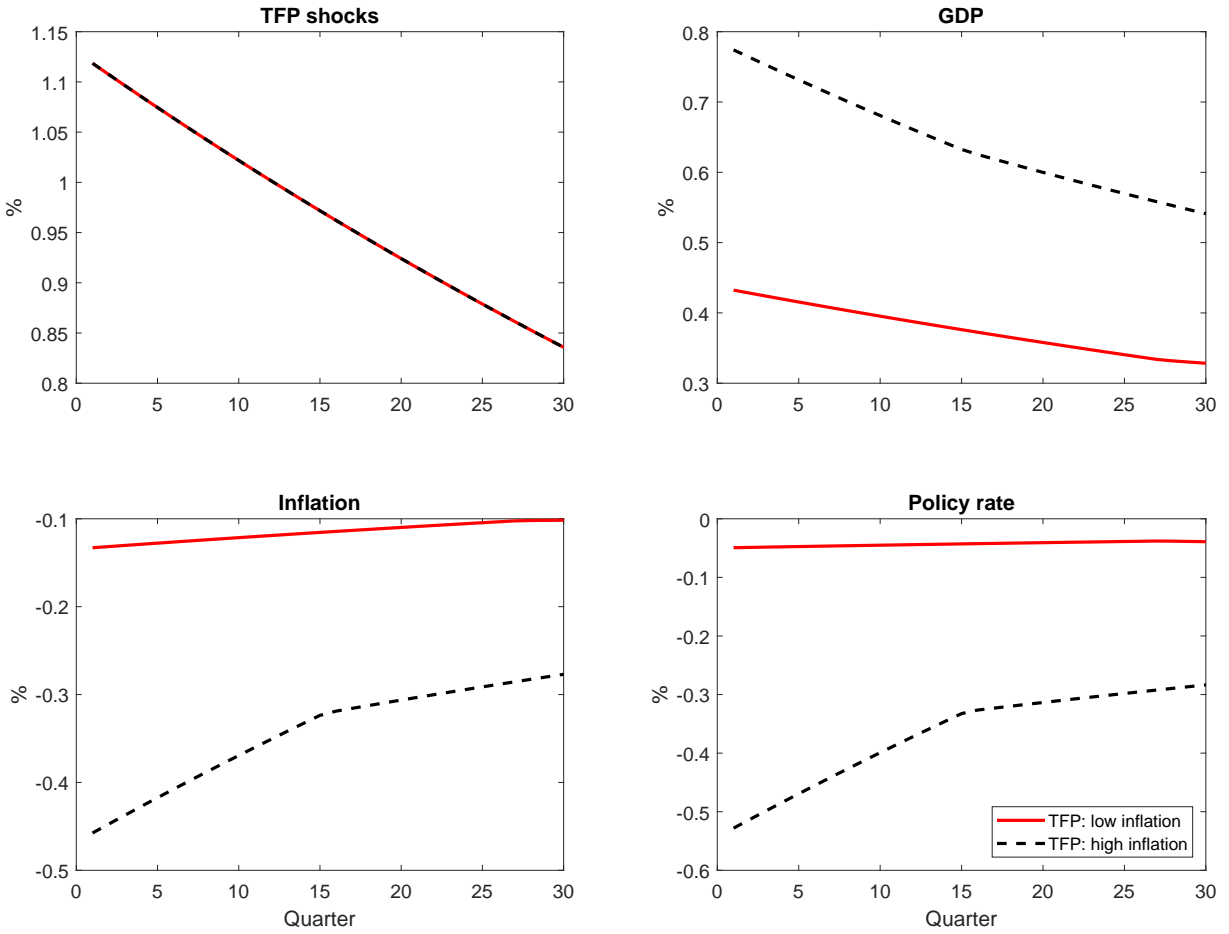 TFP shocks
1.15
1.1
1.05
1
0.95
0.9
0.85
0.8
%
0 5 10 15 20 25 30
GDP
0.8
0.7
0.6
0.5
0.4
0.3
%
0 5 10 15 20 25 30
Inflation
-0.1
-0.2
-0.3
-0.4
-0.5
%
0 5 10 15 20 25 30
Quarter
Policy rate
0
-0.1
-0.2
-0.3
-0.4
-0.5
-0.6
%
TFP: low inflation
TFP: high inflation
0 5 10 15 20 25 30
Quarter